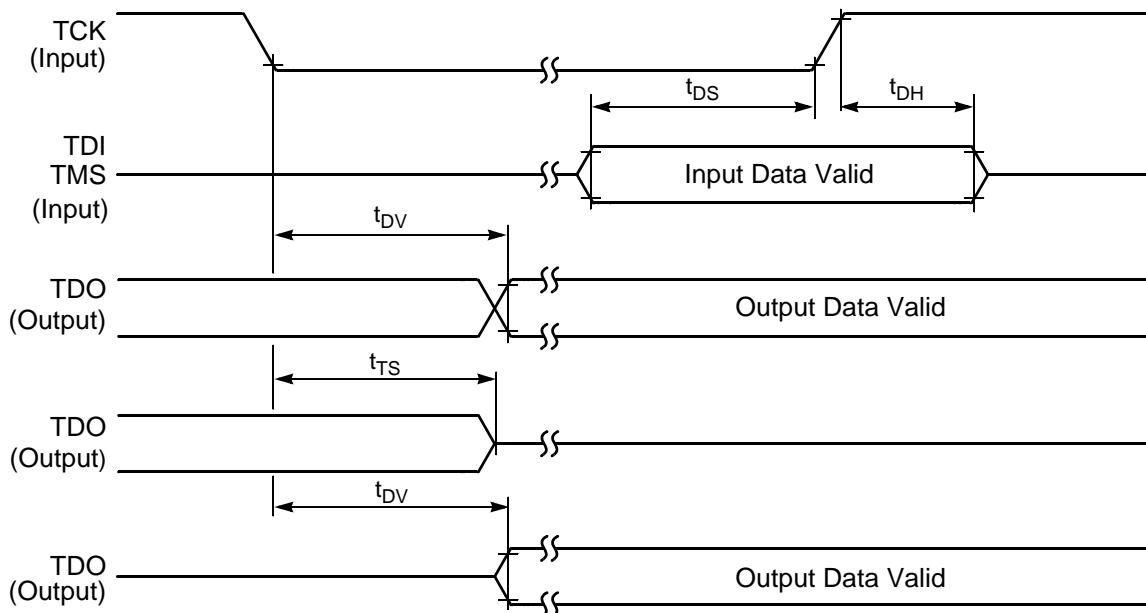 TCK
(Input)
tDS
tDH
TDI
TMS
(Input)
Input Data Valid
tDV
TDO
(Output)
Output Data Valid
tTS
TDO
(Output)
tDV
TDO
(Output)
Output Data Valid